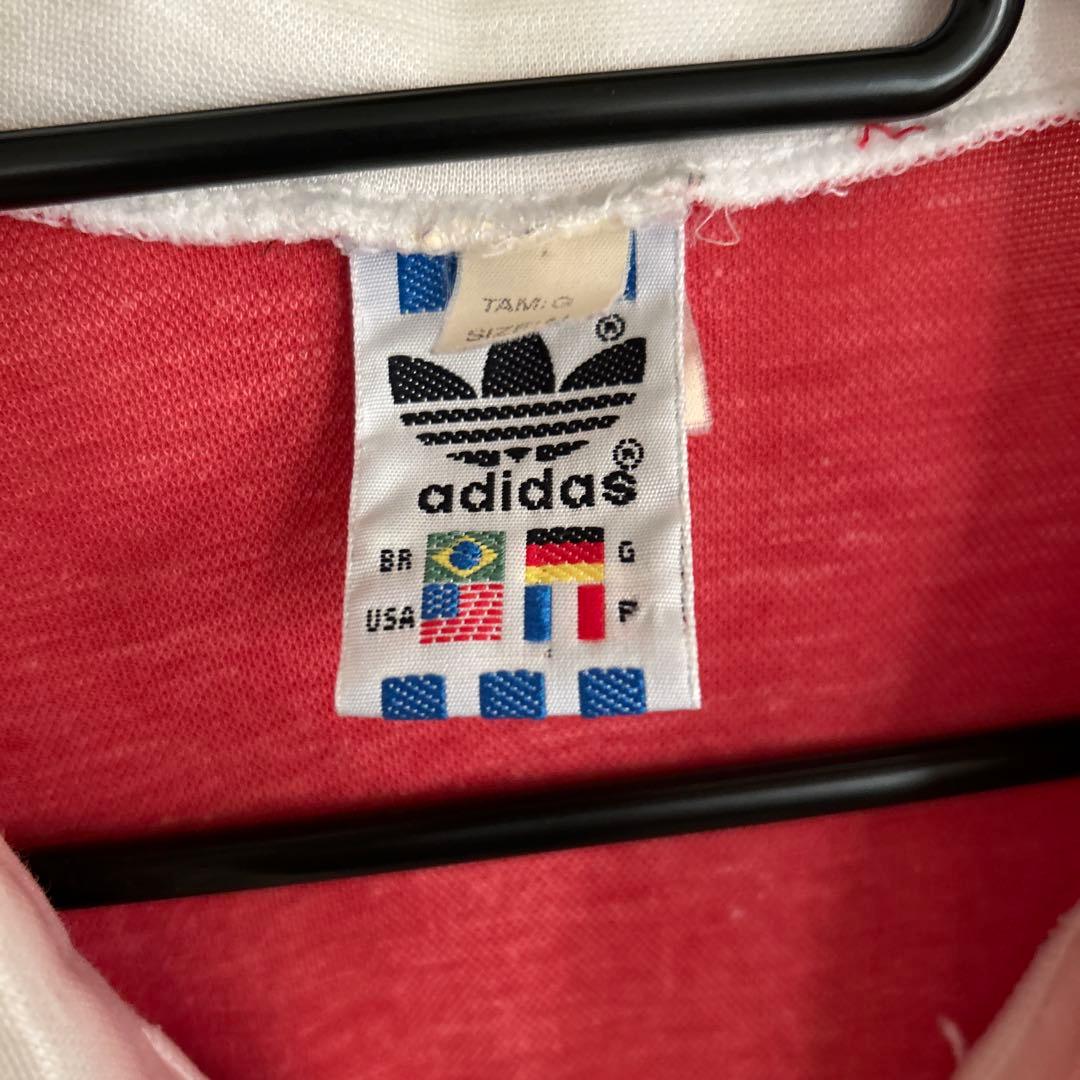 TAM: G
®
®
adidas
BR G
USA F